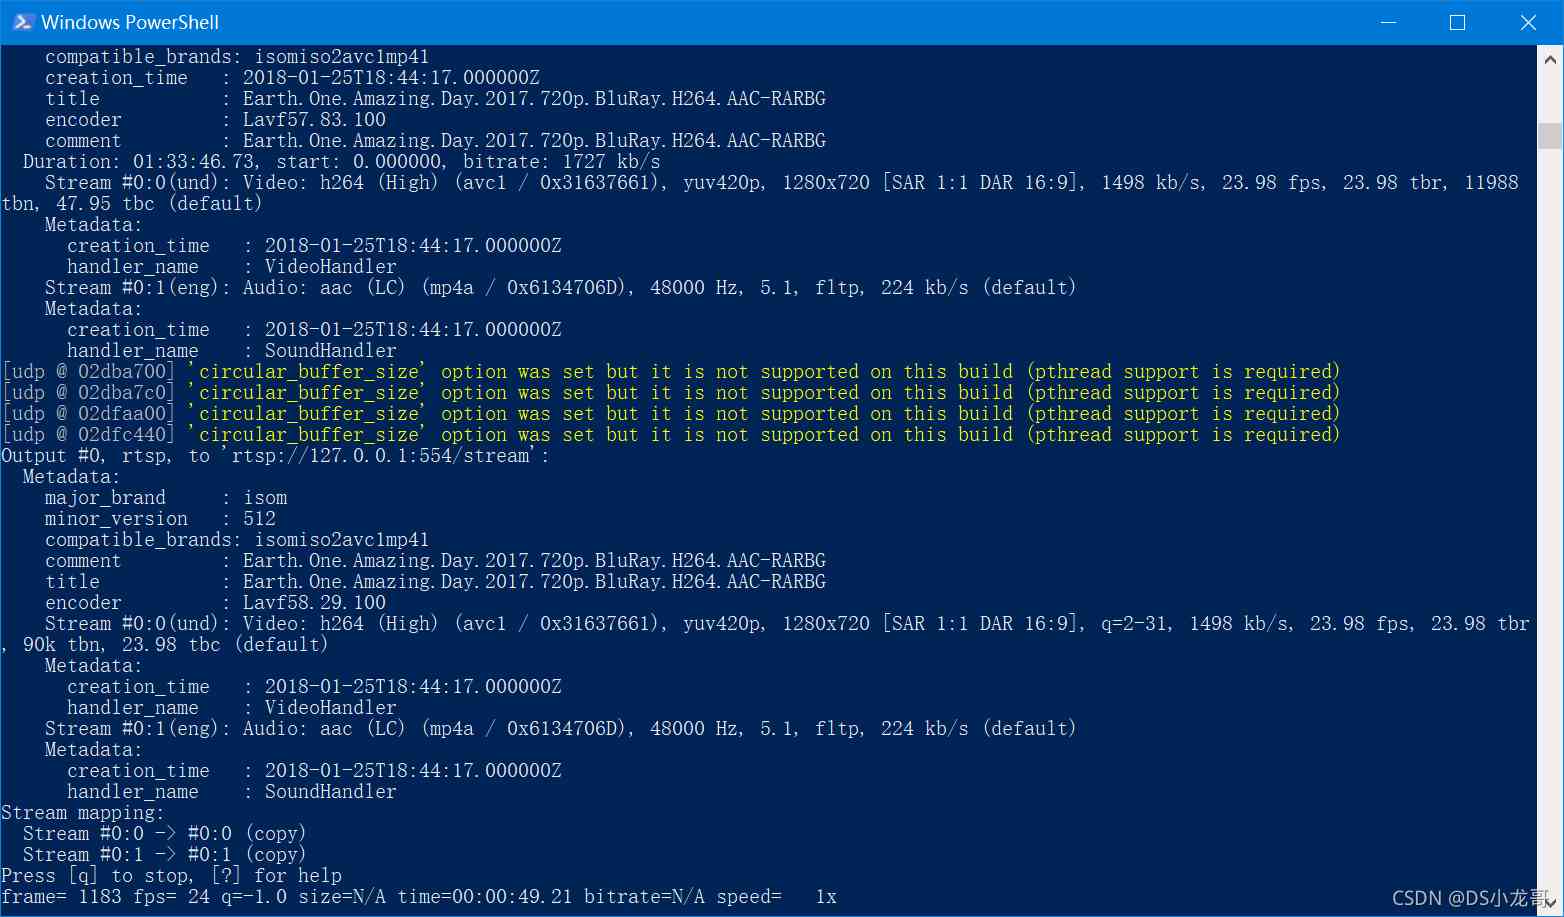 Windows PowerShell
compatible_brands: isomiso2avc1mp41
creation_time   : 2018-01-25T18:44:17.000000Z
title           : Earth.One.Amazing.Day.2017.720p.BluRay.H264.AAC-RARBG
encoder         : Lavf57.83.100
comment         : Earth.One.Amazing.Day.2017.720p.BluRay.H264.AAC-RARBG
Duration: 01:33:46.73, start: 0.000000, bitrate: 1727 kb/s
Stream #0:0(und): Video: h264 (High) (avc1 / 0x31637661), yuv420p, 1280x720 [SAR 1:1 DAR 16:9], 1498 kb/s, 23.98 fps, 23.98 tbr, 11988
tbn, 47.95 tbc (default)
Metadata:
creation_time   : 2018-01-25T18:44:17.000000Z
handler_name    : VideoHandler
Stream #0:1(eng): Audio: aac (LC) (mp4a / 0x6134706D), 48000 Hz, 5.1, fltp, 224 kb/s (default)
Metadata:
creation_time   : 2018-01-25T18:44:17.000000Z
handler_name    : SoundHandler
[udp @ 02dba700] 'circular_buffer_size' option was set but it is not supported on this build (pthread support is required)
[udp @ 02dba7c0] 'circular_buffer_size' option was set but it is not supported on this build (pthread support is required)
[udp @ 02dfaa00] 'circular_buffer_size' option was set but it is not supported on this build (pthread support is required)
[udp @ 02dfc440] 'circular_buffer_size' option was set but it is not supported on this build (pthread support is required)
Output #0, rtsp, to 'rtsp://127.0.0.1:554/stream':
Metadata:
major_brand     : isom
minor_version   : 512
compatible_brands: isomiso2avc1mp41
comment         : Earth.One.Amazing.Day.2017.720p.BluRay.H264.AAC-RARBG
title           : Earth.One.Amazing.Day.2017.720p.BluRay.H264.AAC-RARBG
encoder         : Lavf58.29.100
Stream #0:0(und): Video: h264 (High) (avc1 / 0x31637661), yuv420p, 1280x720 [SAR 1:1 DAR 16:9], q=2-31, 1498 kb/s, 23.98 fps, 23.98 tbr
, 90k tbn, 23.98 tbc (default)
Metadata:
creation_time   : 2018-01-25T18:44:17.000000Z
handler_name    : VideoHandler
Stream #0:1(eng): Audio: aac (LC) (mp4a / 0x6134706D), 48000 Hz, 5.1, fltp, 224 kb/s (default)
Metadata:
creation_time   : 2018-01-25T18:44:17.000000Z
handler_name    : SoundHandler
Stream mapping:
Stream #0:0 -> #0:0 (copy)
Stream #0:1 -> #0:1 (copy)
Press [q] to stop, [?] for help
frame= 1183 fps= 24 q=-1.0 size=N/A time=00:00:49.21 bitrate=N/A speed=   1x
CSDN @DS小龙哥